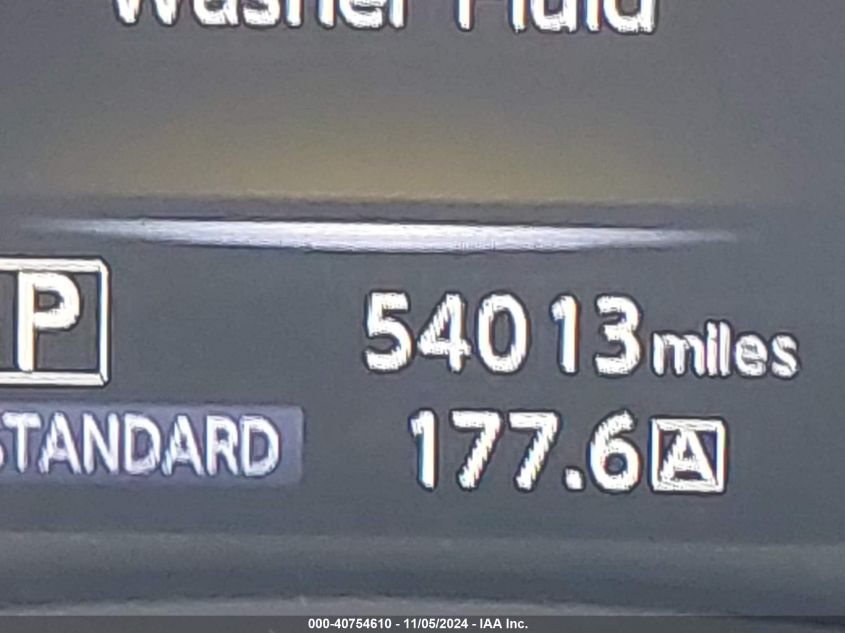 Washer Fluid
P
54013 miles
STANDARD
177.6 A
000-40754610 - 11/05/2024 - IAA Inc.